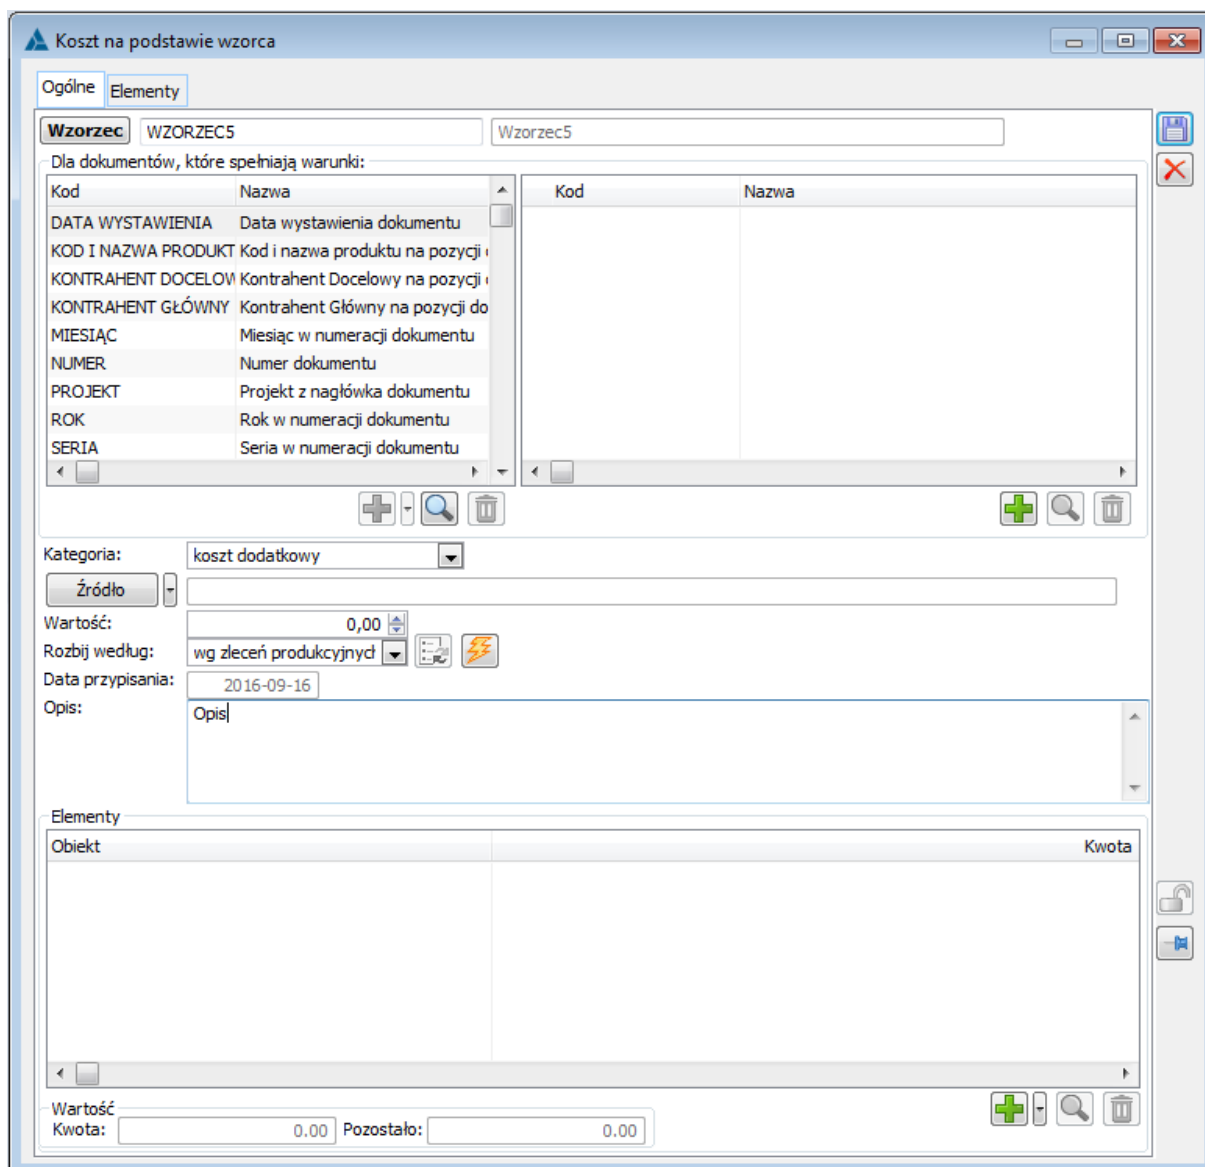 Koszt na podstawie wzorca
Ogólne Elementy
Wzorzec WZORZEC5 Wzorzec5
Dla dokumentów, które spełniają warunki:
Kod Nazwa Kod Nazwa
DATA WYSTAWIENIA Data wystawienia dokumentu
KOD I NAZWA PRODUKT Kod i nazwa produktu na pozycji
KONTRAHENT DOCELOW Kontrahent Docelowy na pozycji
KONTRAHENT GŁÓWNY Kontrahent Główny na pozycji do
MIESIĄC Miesiąc w numeracji dokumentu
NUMER Numer dokumentu
PROJEKT Projekt z nagłówka dokumentu
ROK Rok w numeracji dokumentu
SERIA Seria w numeracji dokumentu
Kategoria: koszt dodatkowy
Źródło
Wartość: 0,00
Rozbij według: wg zleceń produkcyjnych
Data przypisania: 2016-09-16
Opis: Opis
Elementy
Obiekt Kwota
Wartość
Kwota: 0.00 Pozostało: 0.00